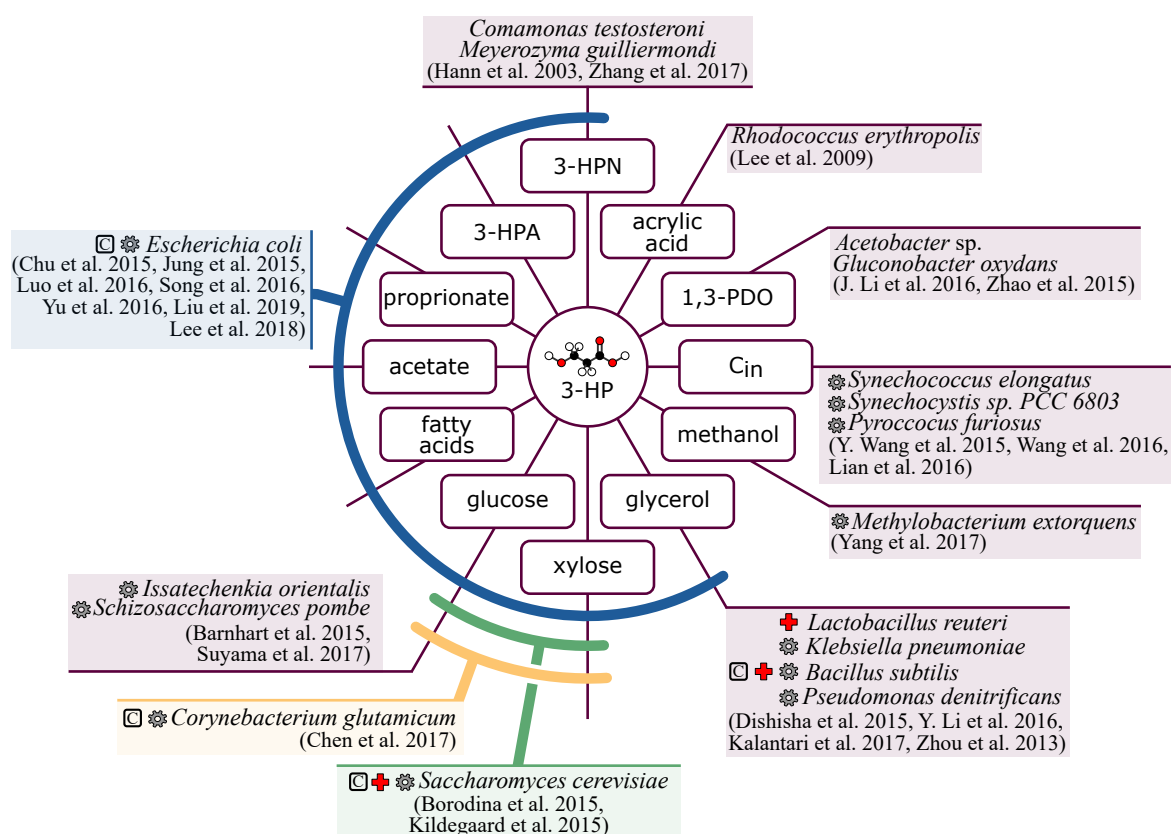 Comamonas testosteroni
Meyerozyma guilliermondi
(Hann et al. 2003, Zhang et al. 2017)
Rhodococcus erythropolis
(Lee et al. 2009)
3-HPN
acrylic
acid
3-HPA
C Escherichia coli
(Chu et al. 2015, Jung et al. 2015,
Luo et al. 2016, Song et al. 2016,
Yu et al. 2016, Liu et al. 2019,
Lee et al. 2018)
Acetobacter sp.
Gluconobacter oxydans
(J. Li et al. 2016, Zhao et al. 2015)
proprionate
1,3-PDO
acetate
3-HP
Cin
Synechococcus elongatus
Synechocystis sp. PCC 6803
Pyroccocus furiosus
(Y. Wang et al. 2015, Wang et al. 2016,
Lian et al. 2016)
fatty
acids
methanol
glucose
glycerol
Methylobacterium extorquens
(Yang et al. 2017)
xylose
Issatechenkia orientalis
Schizosaccharomyces pombe
(Barnhart et al. 2015,
Suyama et al. 2017)
Lactobacillus reuteri
Klebsiella pneumoniae
C Bacillus subtilis
Pseudomonas denitrificans
(Dishisha et al. 2015, Y. Li et al. 2016,
Kalantari et al. 2017, Zhou et al. 2013)
C Corynebacterium glutamicum
(Chen et al. 2017)
C Saccharomyces cerevisiae
(Borodina et al. 2015,
Kildegaard et al. 2015)